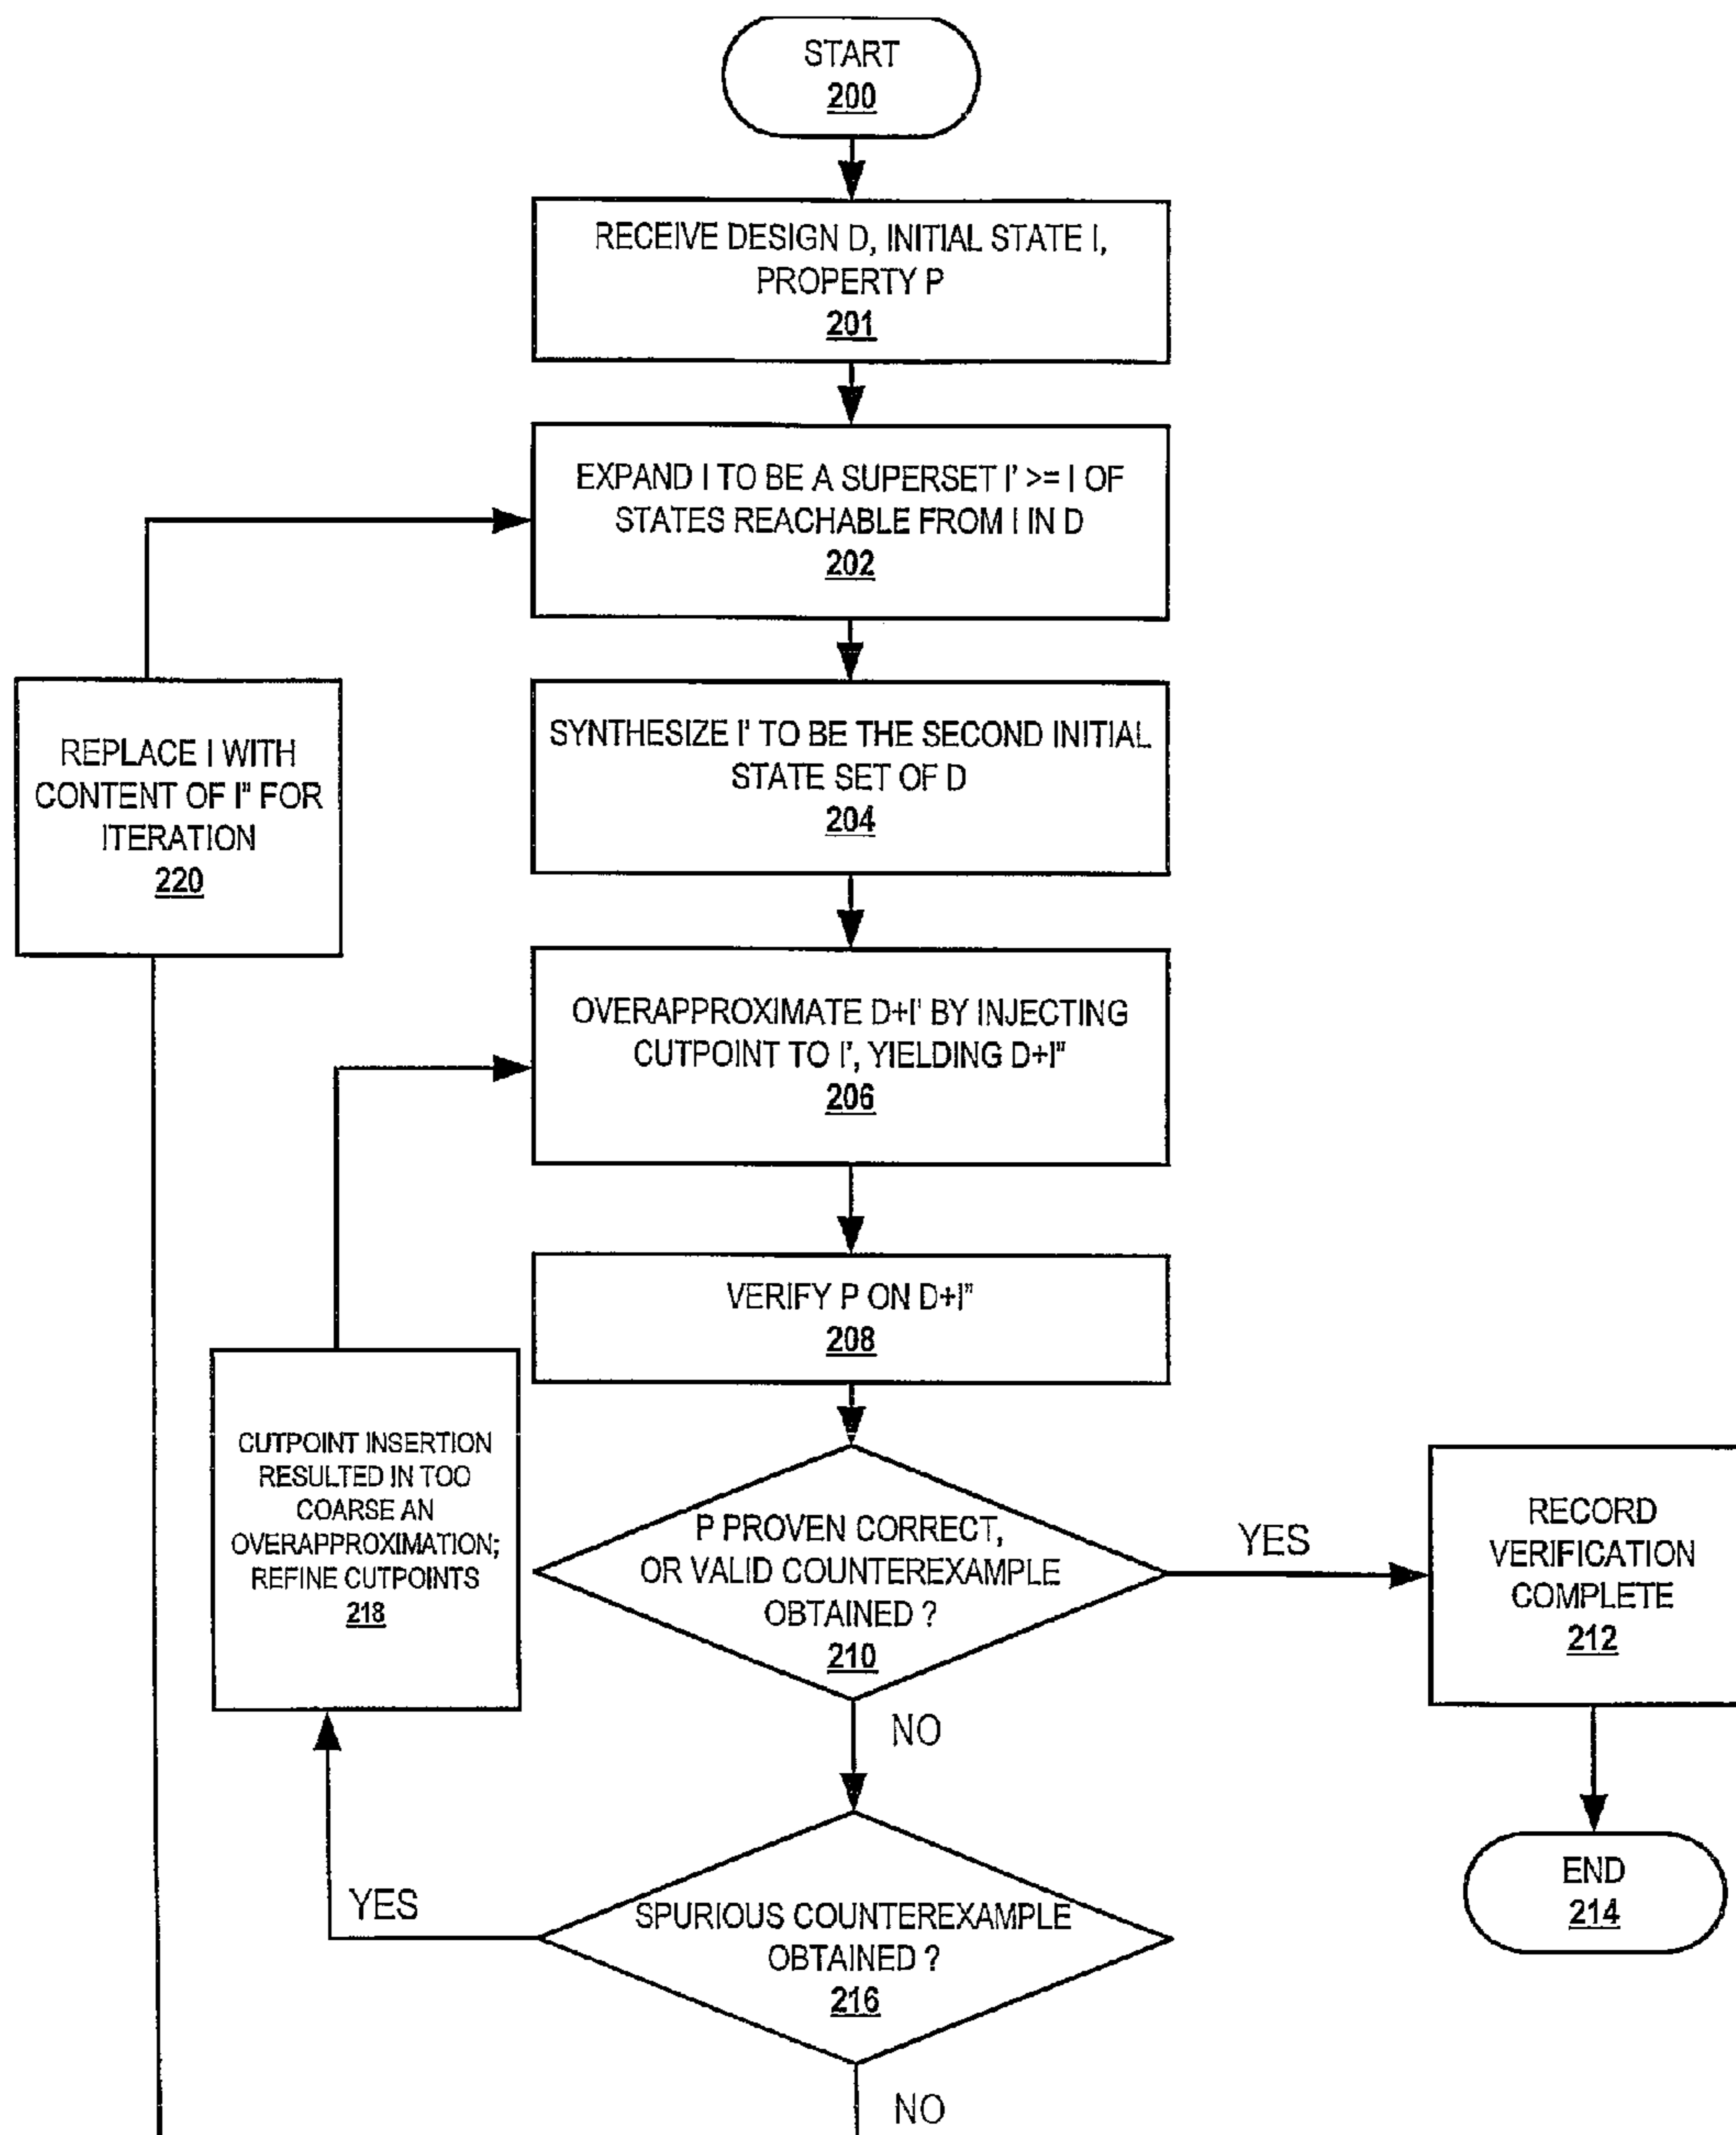 START
200
RECEIVE DESIGN D, INITIAL STATE I,
PROPERTY P
201
EXPAND I TO BE A SUPERSET I' >= I OF
STATES REACHABLE FROM I IN D
202
SYNTHESIZE I' TO BE THE SECOND INITIAL
STATE SET OF D
204
REPLACE I WITH
CONTENT OF I" FOR
ITERATION
220
OVERAPPROXIMATE D+I' BY INJECTING
CUTPOINT TO I', YIELDING D+I"
206
VERIFY P ON D+I"
208
CUTPOINT INSERTION
RESULTED IN TOO
COARSE AN
OVERAPPROXIMATION;
REFINE CUTPOINTS
218
P PROVEN CORRECT,
OR VALID COUNTEREXAMPLE
OBTAINED ?
210
YES
RECORD
VERIFICATION
COMPLETE
212
NO
END
214
YES
SPURIOUS COUNTEREXAMPLE
OBTAINED ?
216
NO